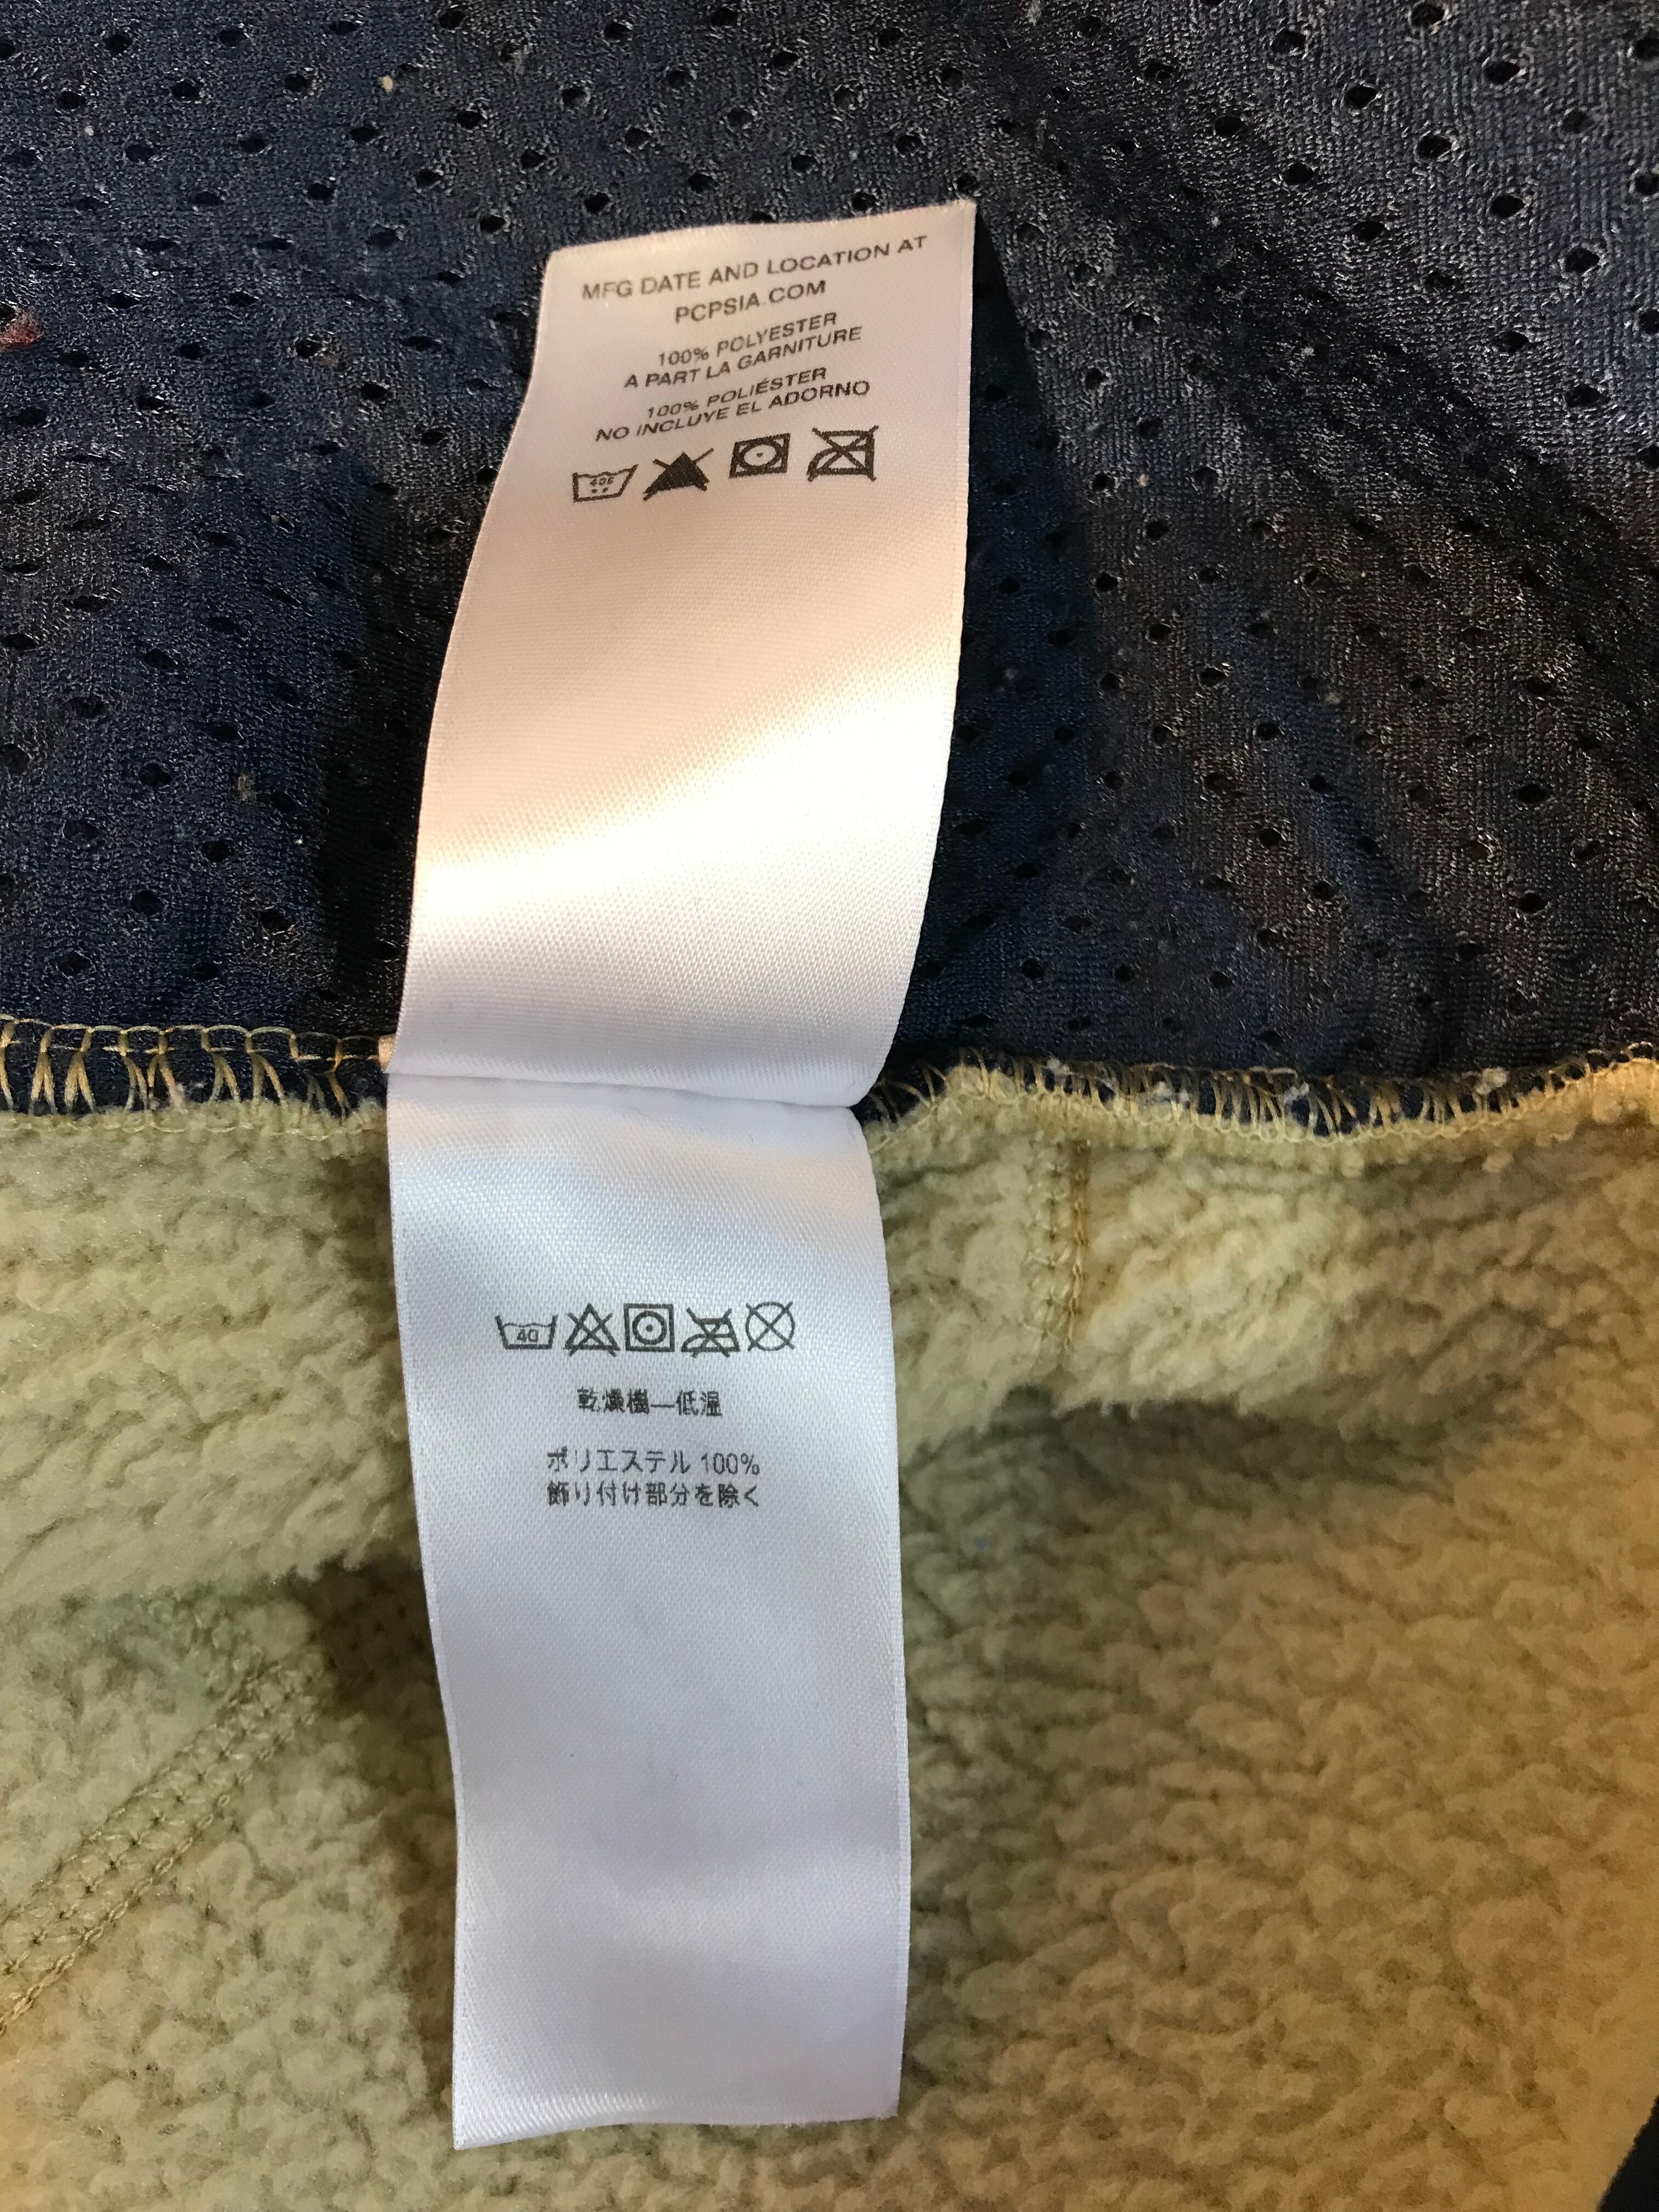 MFG DATE AND LOCATION AT
PCPSIA.COM
100% POLYESTER
A PART LA GARNITURE
100% POLIÉSTER
NO INCLUYE EL ADORNO
40C
40
乾燥機—低温
ポリエステル 100%
飾り付け部分を除く